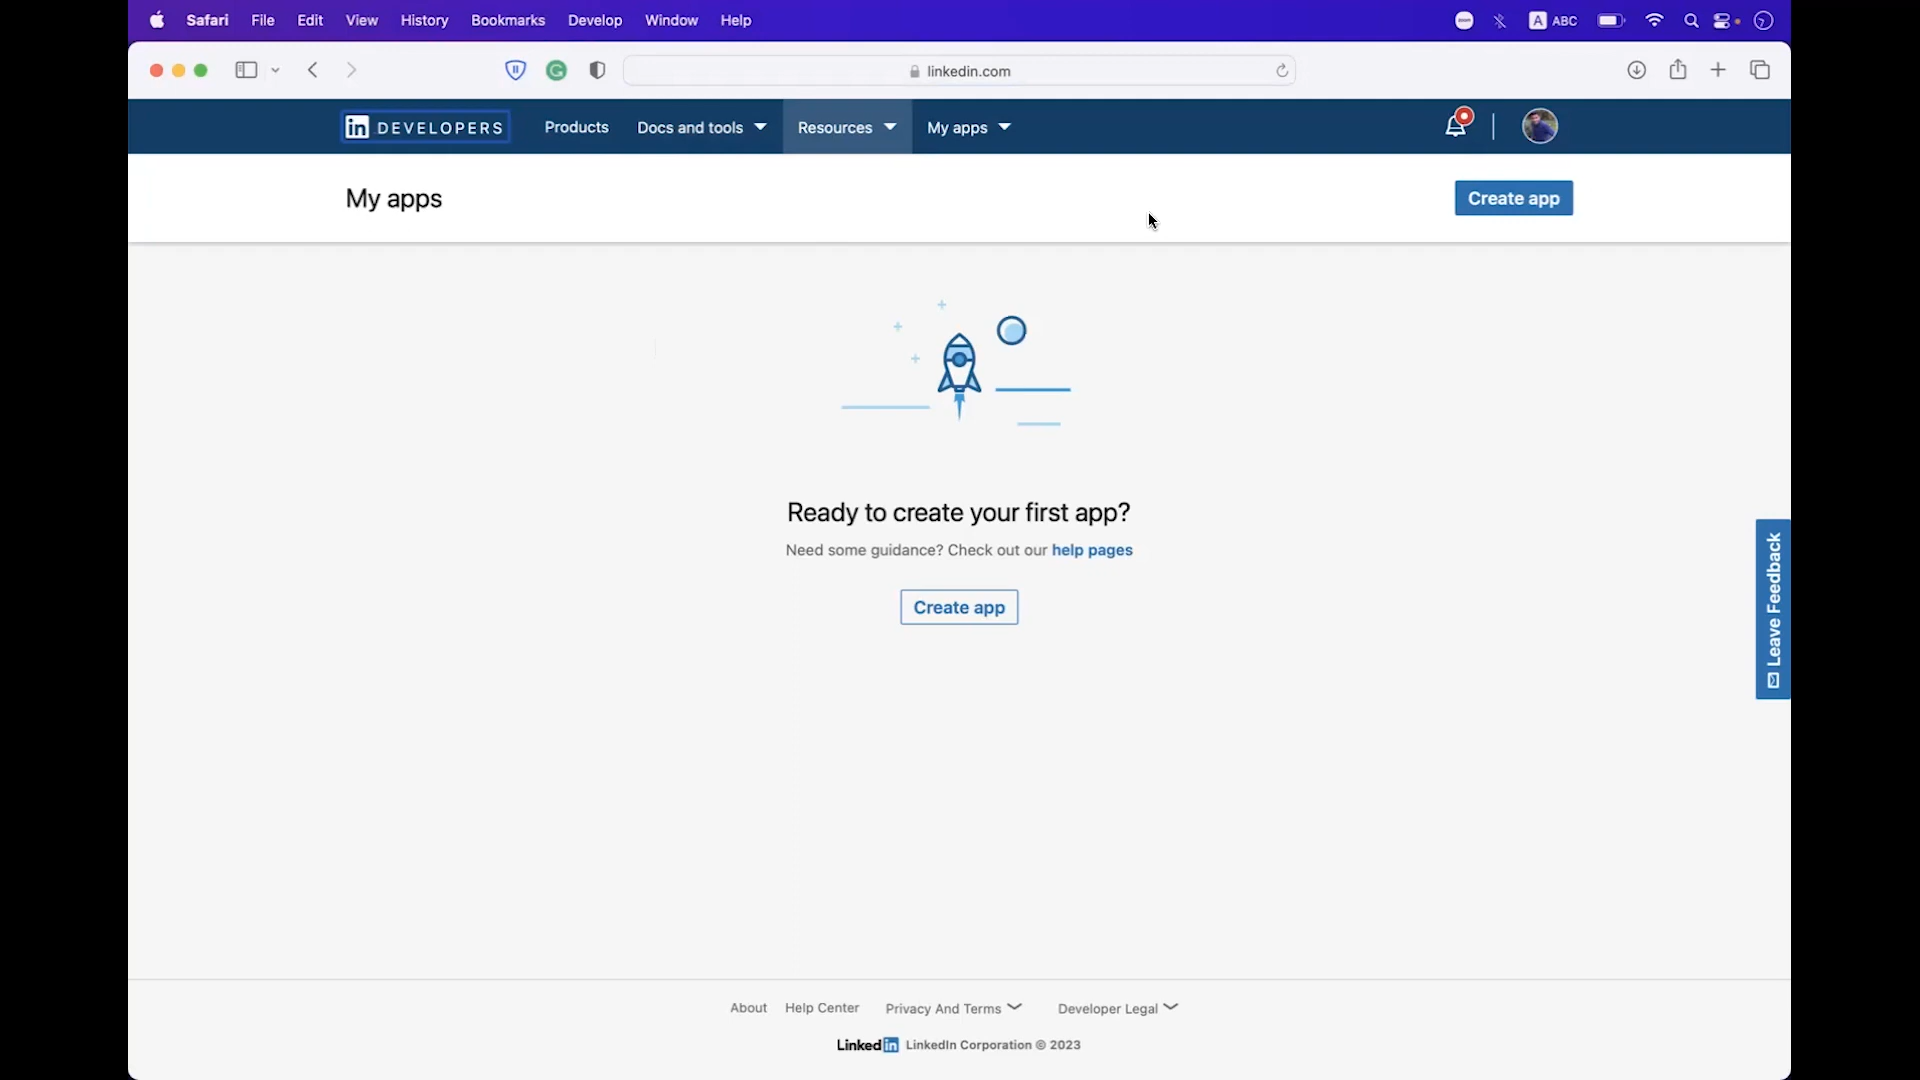 Safari File Edit View History Bookmarks Develop Window Help A ABC
linkedin.com
in DEVELOPERS Products Docs and tools Resources My apps
My apps Create app
Ready to create your first app?
Need some guidance? Check out our help pages
Create app
Leave Feedback
About Help Center Privacy And Terms Developer Legal
Linkedin LinkedIn Corporation © 2023